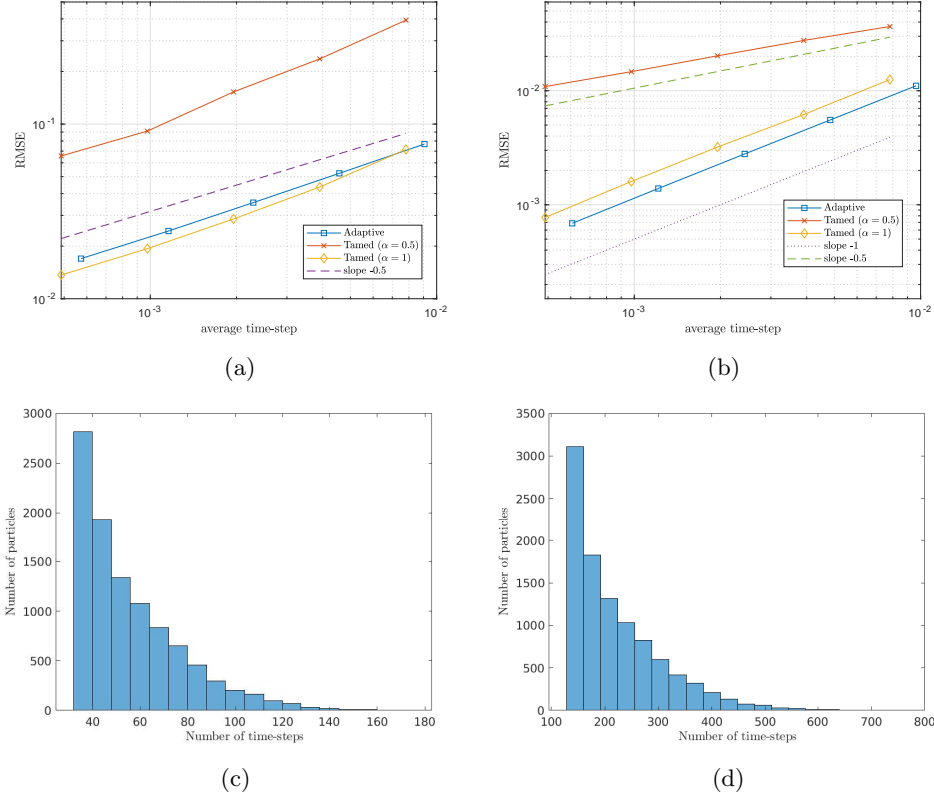 10^-1
10^-2
RMSE
10^-3
10^-2
average time-step
Adaptive
Tamed (α = 0.5)
Tamed (α = 1)
slope -0.5
(a)
10^-2
10^-3
RMSE
10^-3
10^-2
average time-step
Adaptive
Tamed (α = 0.5)
Tamed (α = 1)
slope -1
slope -0.5
(b)
3000
2500
2000
1500
1000
500
0
Number of particles
40 60 80 100 120 140 160 180
Number of time-steps
(c)
3500
3000
2500
2000
1500
1000
500
0
Number of particles
100 200 300 400 500 600 700 800
Number of time-steps
(d)